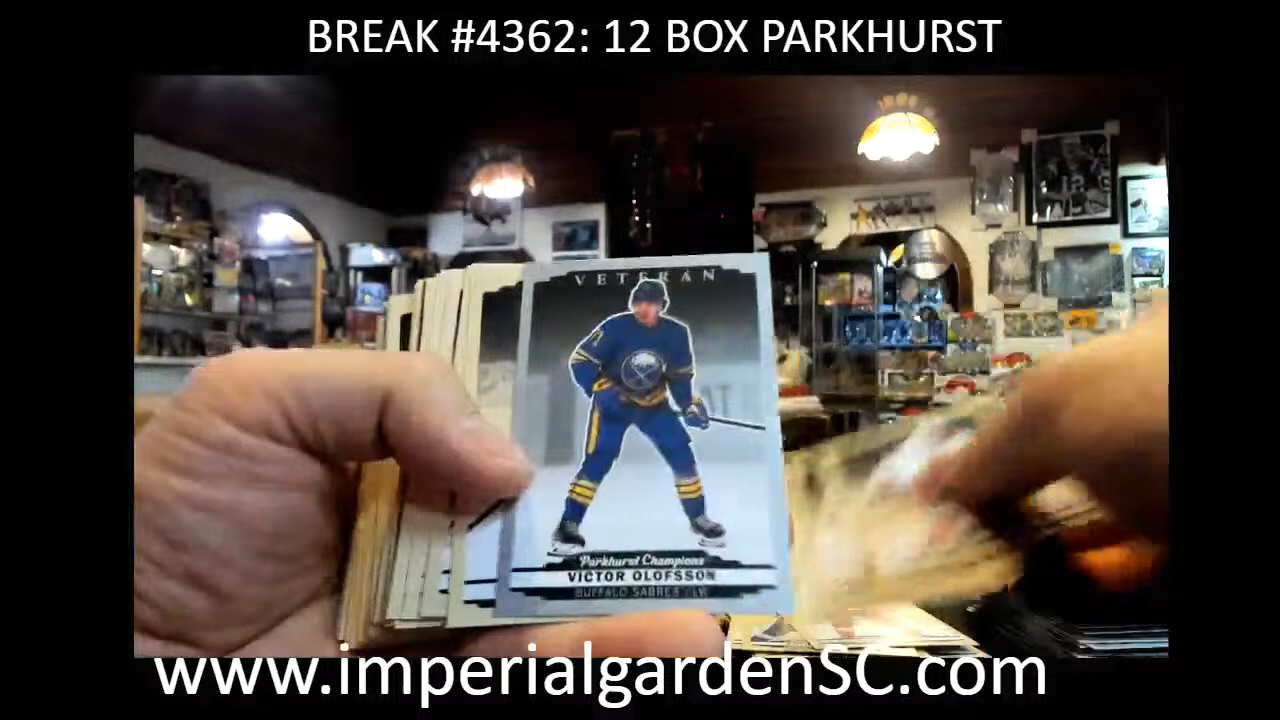 BREAK #4362: 12 BOX PARKHURST
VETERAN
Parkhurst Champions
VICTOR OLOFSSON
BUFFALO SABRES LW
www.imperialgardenSC.com